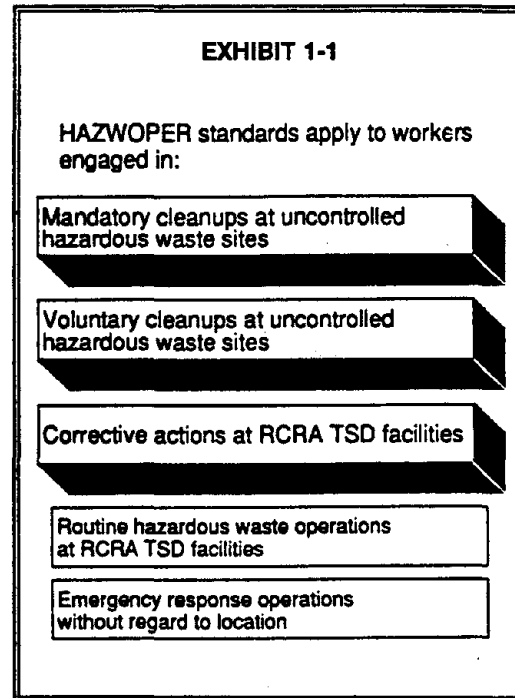 EXHIBIT 1-1
HAZWOPER standards apply to workers
engaged in:
Mandatory cleanups at uncontrolled
hazardous waste sites
Voluntary cleanups at uncontrolled
hazardous waste sites
Corrective actions at RCRA TSD facilities
Routine hazardous waste operations
at RCRA TSD facilities
Emergency response operations
without regard to location